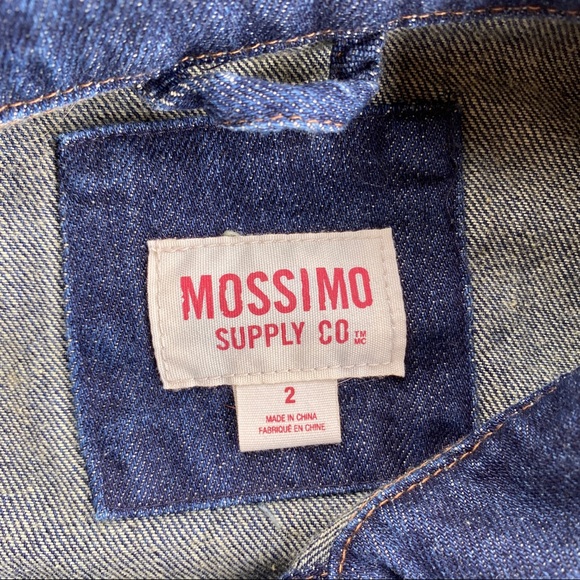 MOSSIMO
SUPPLY CO TM MC
2
MADE IN CHINA
FABRIQUÉ EN CHINE